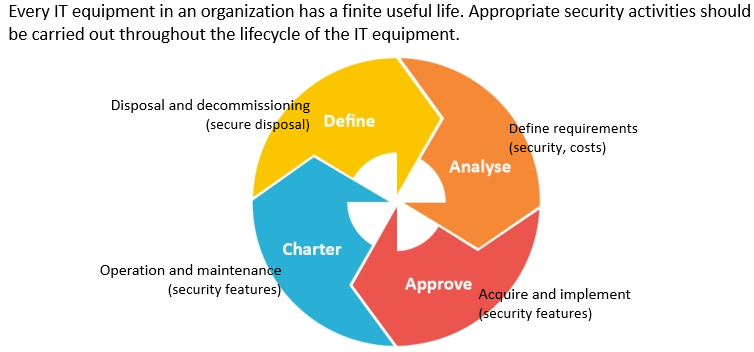 Every IT equipment in an organization has a finite useful life. Appropriate security activities should
be carried out throughout the lifecycle of the IT equipment.
Disposal and decommissioning
(secure disposal)
Define
Define requirements
(security, costs)
Analyse
Charter
Operation and maintenance
(security features)
Approve
Acquire and implement
(security features)